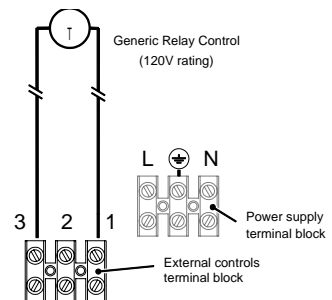 Generic Relay Control
(120V rating)
T
L N
3 2 1
Power supply
terminal block
External controls
terminal block